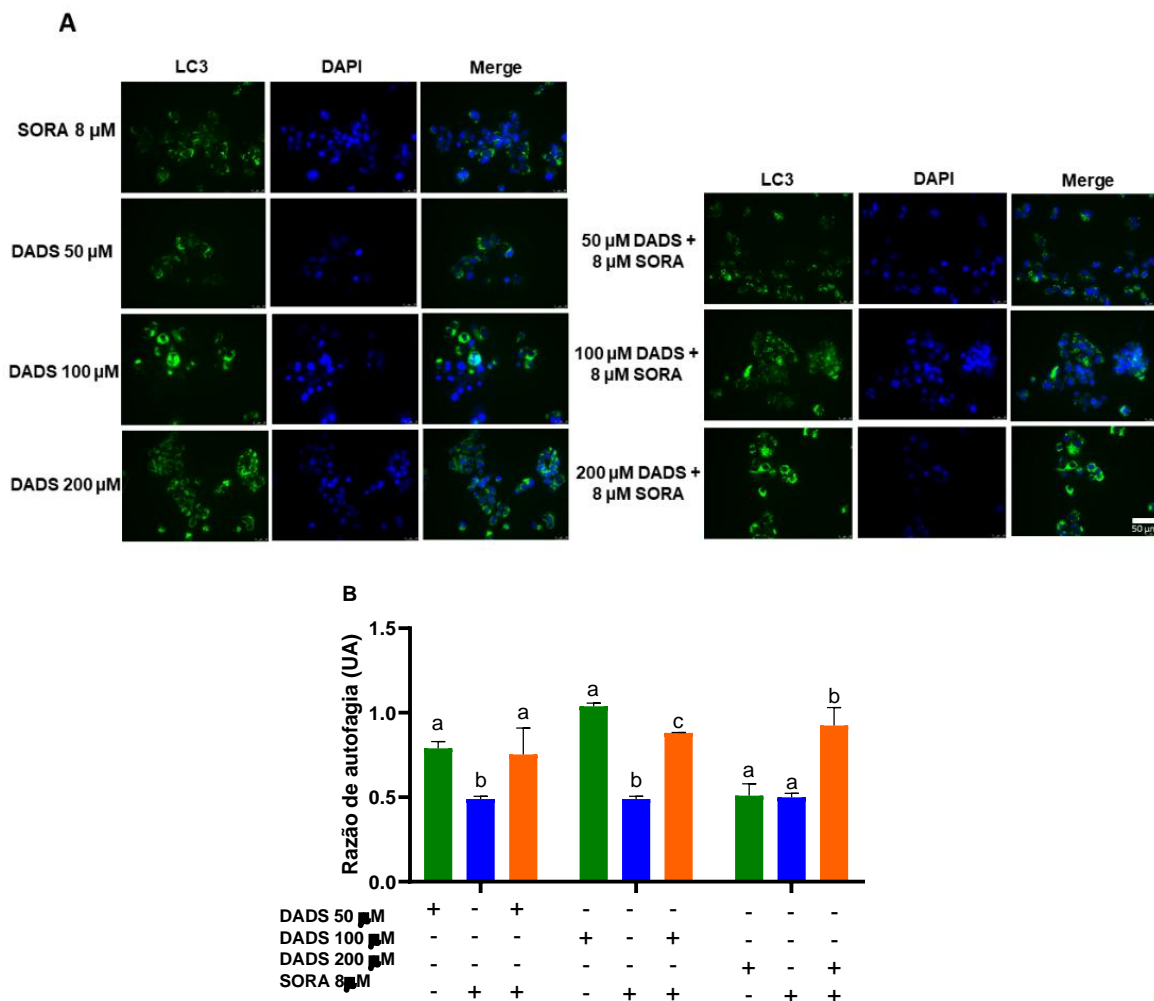 A
LC3 DAPI Merge
SORA 8 µM
DADS 50 µM
DADS 100 µM
DADS 200 µM
LC3 DAPI Merge
50 µM DADS +
8 µM SORA
100 µM DADS +
8 µM SORA
200 µM DADS +
8 µM SORA
50 µm
B
Razão de autofagia (UA)
1.5
1.0
0.5
0.0
a b a
a b c
a a b
DADS 50 µM + - + - - - - - -
DADS 100 µM - - - + - + - - -
DADS 200 µM - - - - - - + - +
SORA 8µM - + + - + + - + +